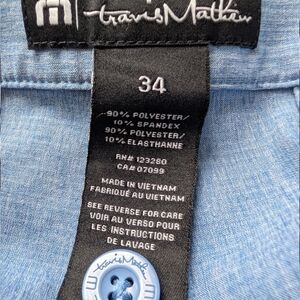 travisMathew
34
90% POLYESTER/
10% SPANDEX
90% POLYESTER/
10% ELASTHANNE
RN# 123280
CA# 07099
MADE IN VIETNAM
FABRIQUÉ AU VIETNAM
SEE REVERSE FOR CARE
VOIR AU VERSO POUR
LES INSTRUCTIONS
DE LAVAGE
travisMathew